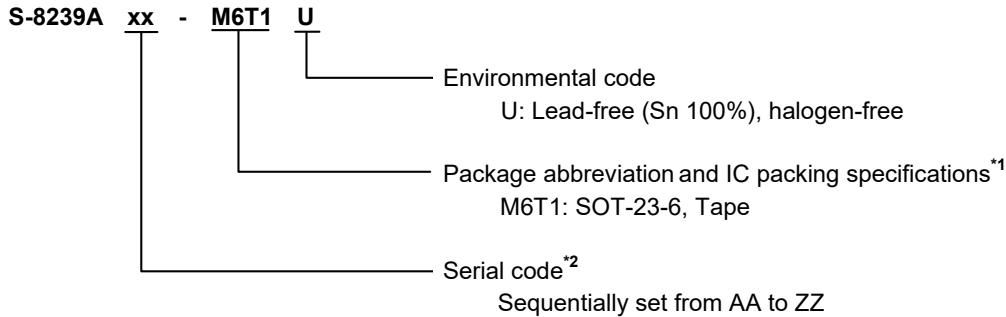 S-8239A xx - M6T1 U
Environmental code
U: Lead-free (Sn 100%), halogen-free
Package abbreviation and IC packing specifications*1
M6T1: SOT-23-6, Tape
Serial code*2
Sequentially set from AA to ZZ